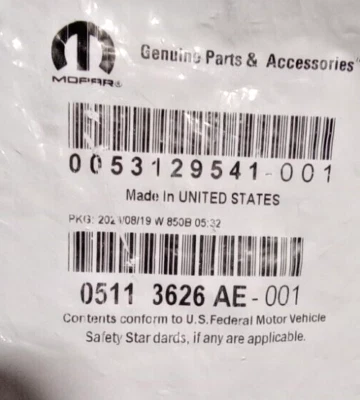 Genuine Parts & Accessories
MOPAR®
0053129541-001
Made In UNITED STATES
PKG: /08/19 W 850B 05:32
0511 3626 AE-001
Contents conform to U.S. Federal Motor Vehicle
Safety Standards, if any are applicable.